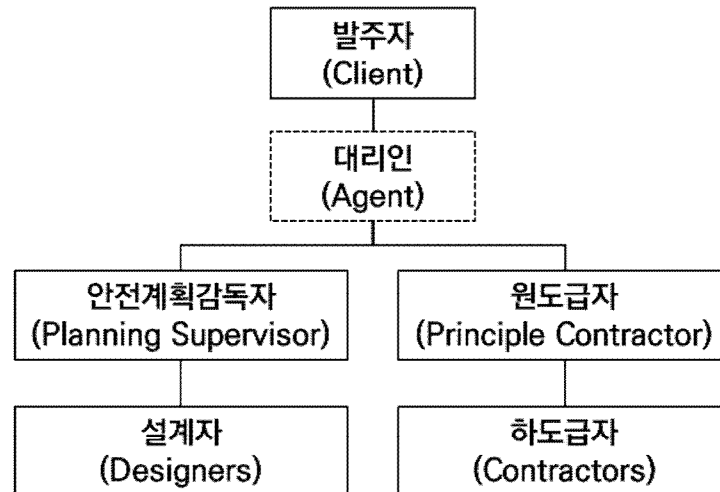 발주자
(Client)
대리인
(Agent)
안전계획감독자
(Planning Supervisor)
원도급자
(Principle Contractor)
설계자
(Designers)
하도급자
(Contractors)